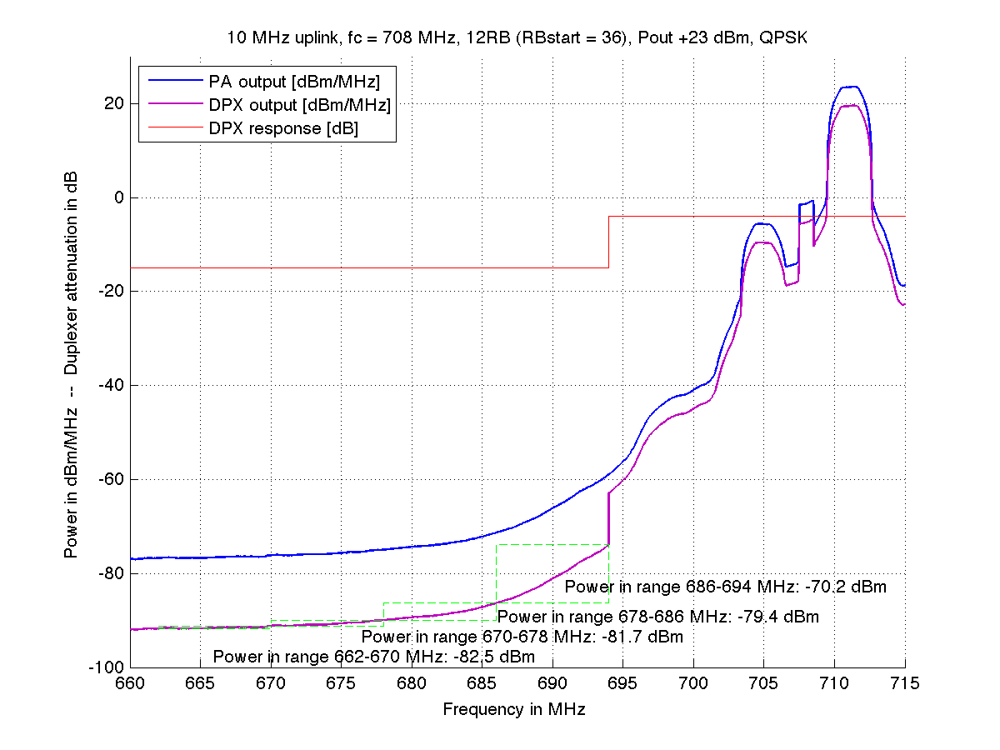 10 MHz uplink, fc = 708 MHz, 12RB (RBstart = 36), Pout +23 dBm, QPSK
PA output [dBm/MHz]
DPX output [dBm/MHz]
DPX response [dB]
Power in dBm/MHz -- Duplexer attenuation in dB
20
0
-20
-40
-60
-80
-100
Power in range 686-694 MHz: -70.2 dBm
Power in range 678-686 MHz: -79.4 dBm
Power in range 670-678 MHz: -81.7 dBm
Power in range 662-670 MHz: -82.5 dBm
660 665 670 675 680 685 690 695 700 705 710 715
Frequency in MHz